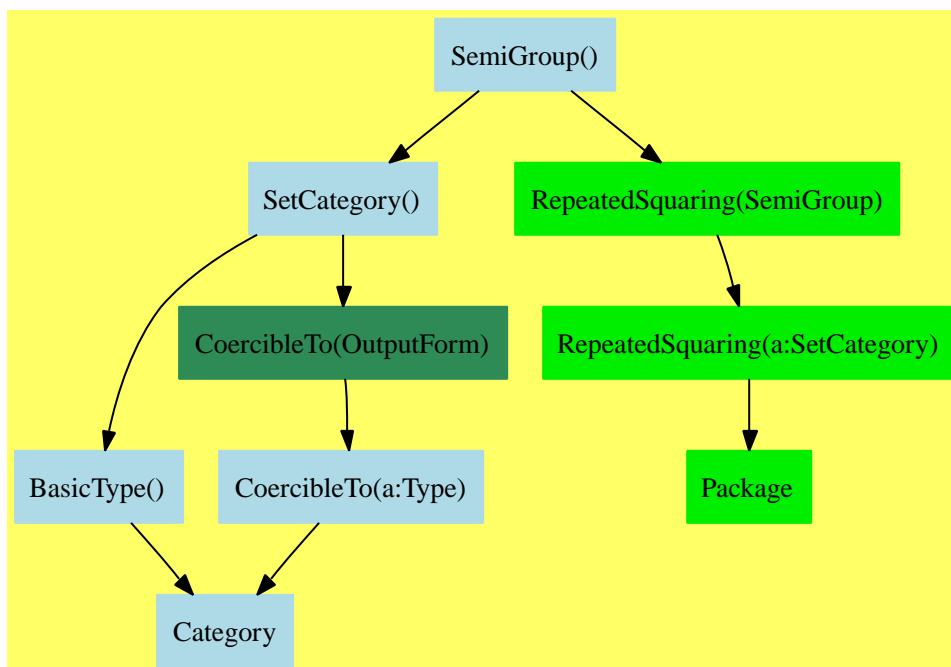 SemiGroup()
SetCategory()
RepeatedSquaring(SemiGroup)
CoercibleTo(OutputForm)
RepeatedSquaring(a:SetCategory)
BasicType()
CoercibleTo(a:Type)
Package
Category